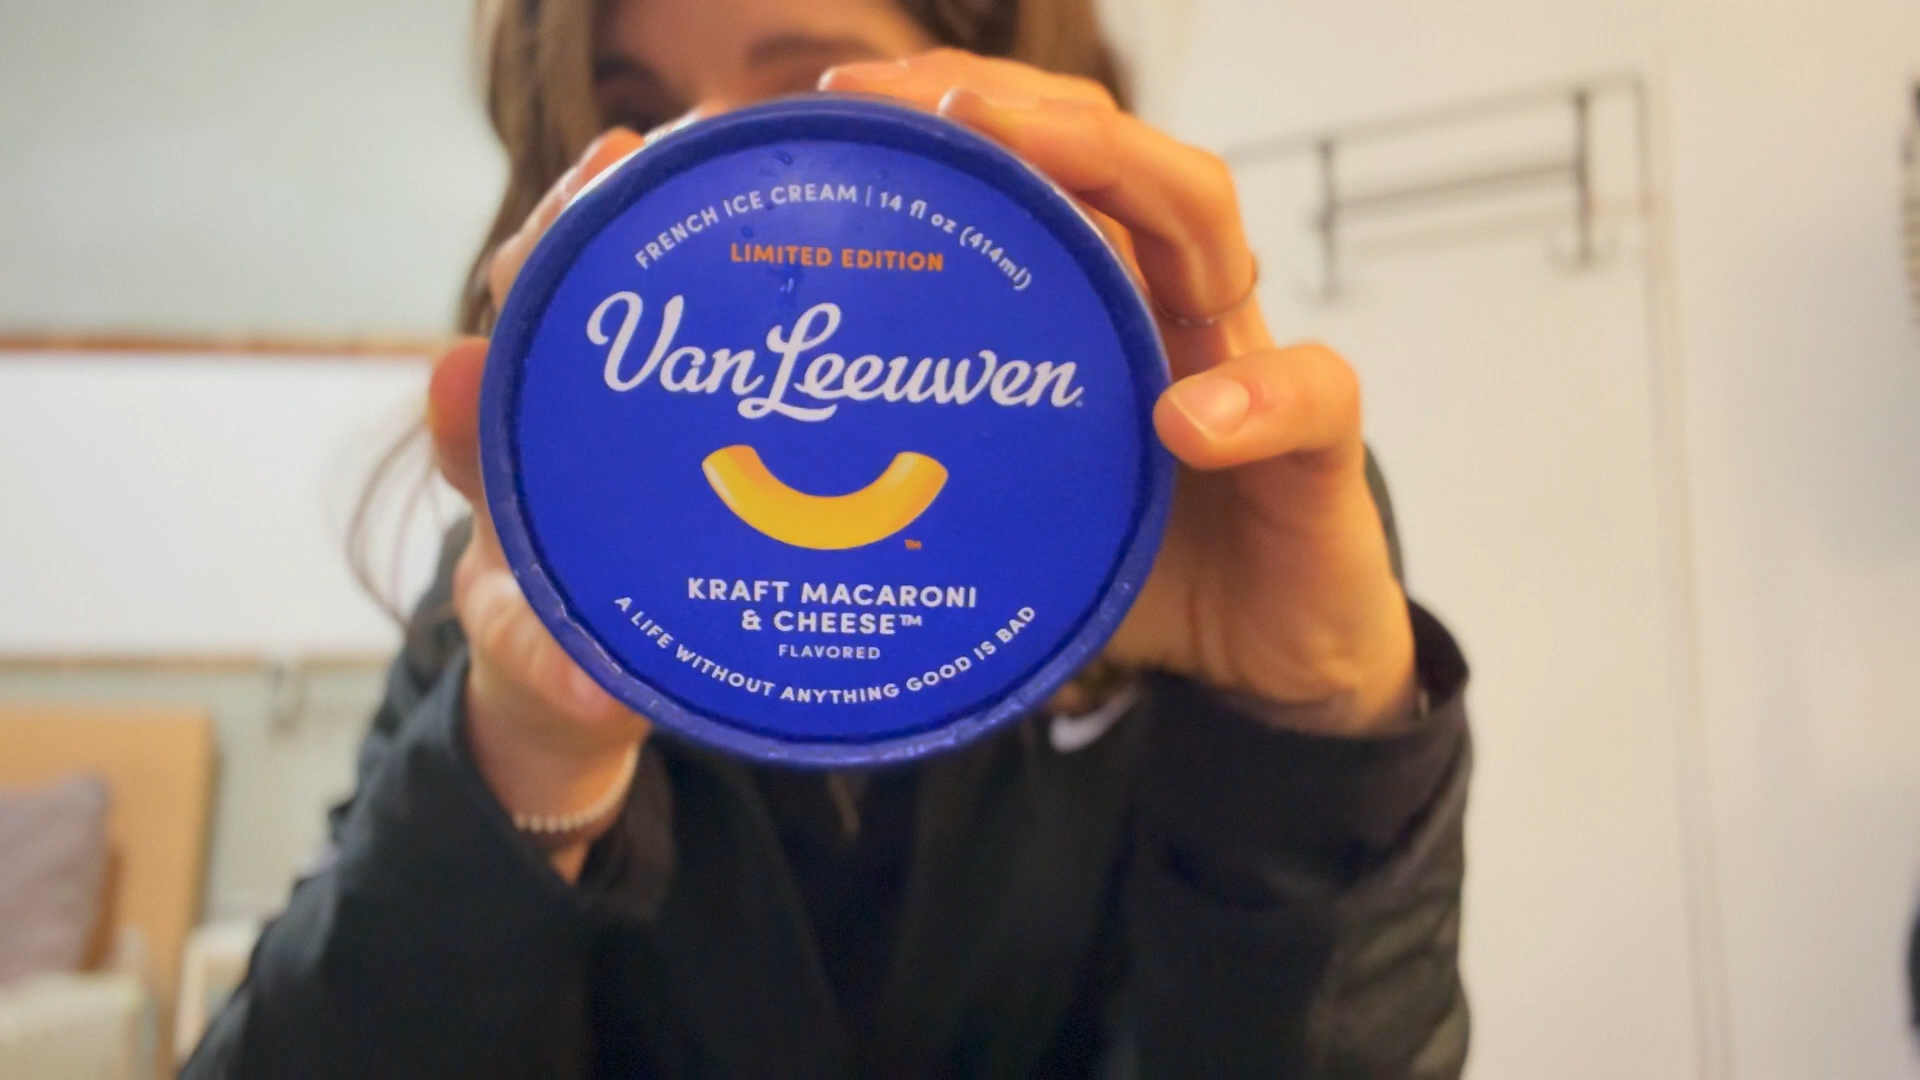 FRENCH ICE CREAM | 14 fl oz (414ml)
LIMITED EDITION
Van Leeuwen
™
KRAFT MACARONI
& CHEESE™
FLAVORED
A LIFE WITHOUT ANYTHING GOOD IS BAD